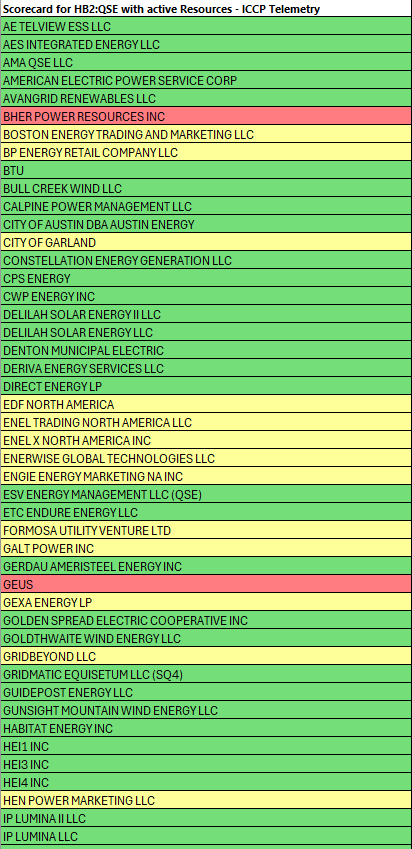 Scorecard for HB2:QSE with active Resources - ICCP Telemetry
AE TELVIEW ESS LLC
AES INTEGRATED ENERGY LLC
AMA QSE LLC
AMERICAN ELECTRIC POWER SERVICE CORP
AVANGRID RENEWABLES LLC
BHER POWER RESOURCES INC
BOSTON ENERGY TRADING AND MARKETING LLC
BP ENERGY RETAIL COMPANY LLC
BTU
BULL CREEK WIND LLC
CALPINE POWER MANAGEMENT LLC
CITY OF AUSTIN DBA AUSTIN ENERGY
CITY OF GARLAND
CONSTELLATION ENERGY GENERATION LLC
CPS ENERGY
CWP ENERGY INC
DELILAH SOLAR ENERGY II LLC
DELILAH SOLAR ENERGY LLC
DENTON MUNICIPAL ELECTRIC
DERIVA ENERGY SERVICES LLC
DIRECT ENERGY LP
EDF NORTH AMERICA
ENEL TRADING NORTH AMERICA LLC
ENEL X NORTH AMERICA INC
ENERWISE GLOBAL TECHNOLOGIES LLC
ENGIE ENERGY MARKETING NA INC
ESV ENERGY MANAGEMENT LLC (QSE)
ETC ENDURE ENERGY LLC
FORMOSA UTILITY VENTURE LTD
GALT POWER INC
GERDAU AMERISTEEL ENERGY INC
GEUS
GEXA ENERGY LP
GOLDEN SPREAD ELECTRIC COOPERATIVE INC
GOLDTHWAITE WIND ENERGY LLC
GRIDBEYOND LLC
GRIDMATIC EQUISETUM LLC (SQ4)
GUIDEPOST ENERGY LLC
GUNSIGHT MOUNTAIN WIND ENERGY LLC
HABITAT ENERGY INC
HEI1 INC
HEI3 INC
HEI4 INC
HEN POWER MARKETING LLC
IP LUMINA II LLC
IP LUMINA LLC